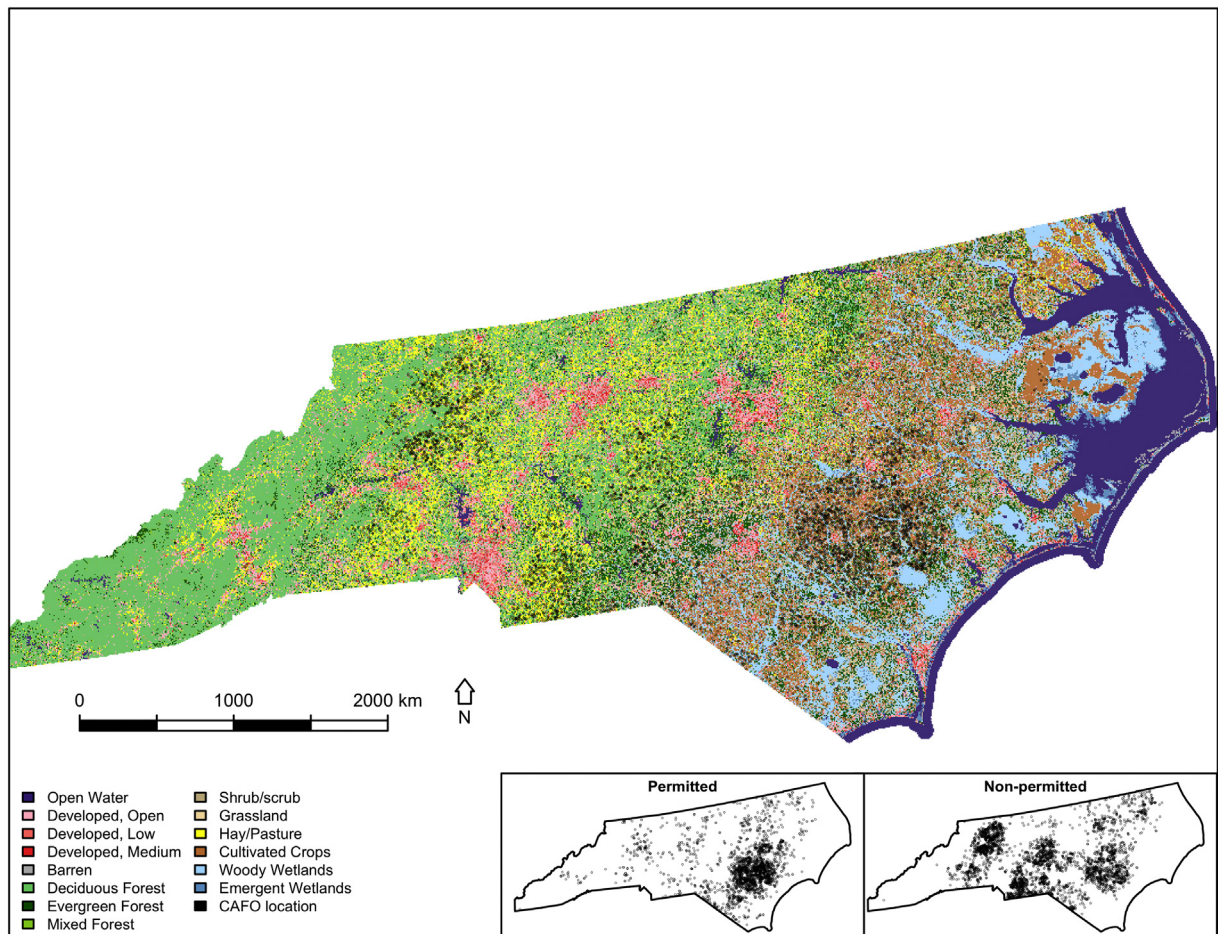 0 1000 2000 km
N
Open Water
Developed, Open
Developed, Low
Developed, Medium
Barren
Deciduous Forest
Evergreen Forest
Mixed Forest
Shrub/scrub
Grassland
Hay/Pasture
Cultivated Crops
Woody Wetlands
Emergent Wetlands
CAFO location
Permitted
Non-permitted